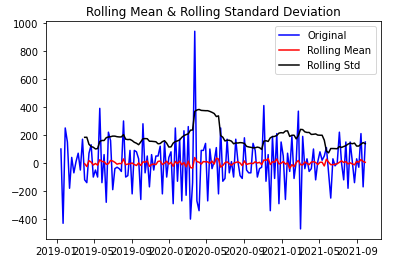 Rolling Mean & Rolling Standard Deviation
Original
Rolling Mean
Rolling Std
1000
800
600
400
200
0
−200
−400
2019-01 2019-05 2019-09 2020-01 2020-05 2020-09 2021-01 2021-05 2021-09